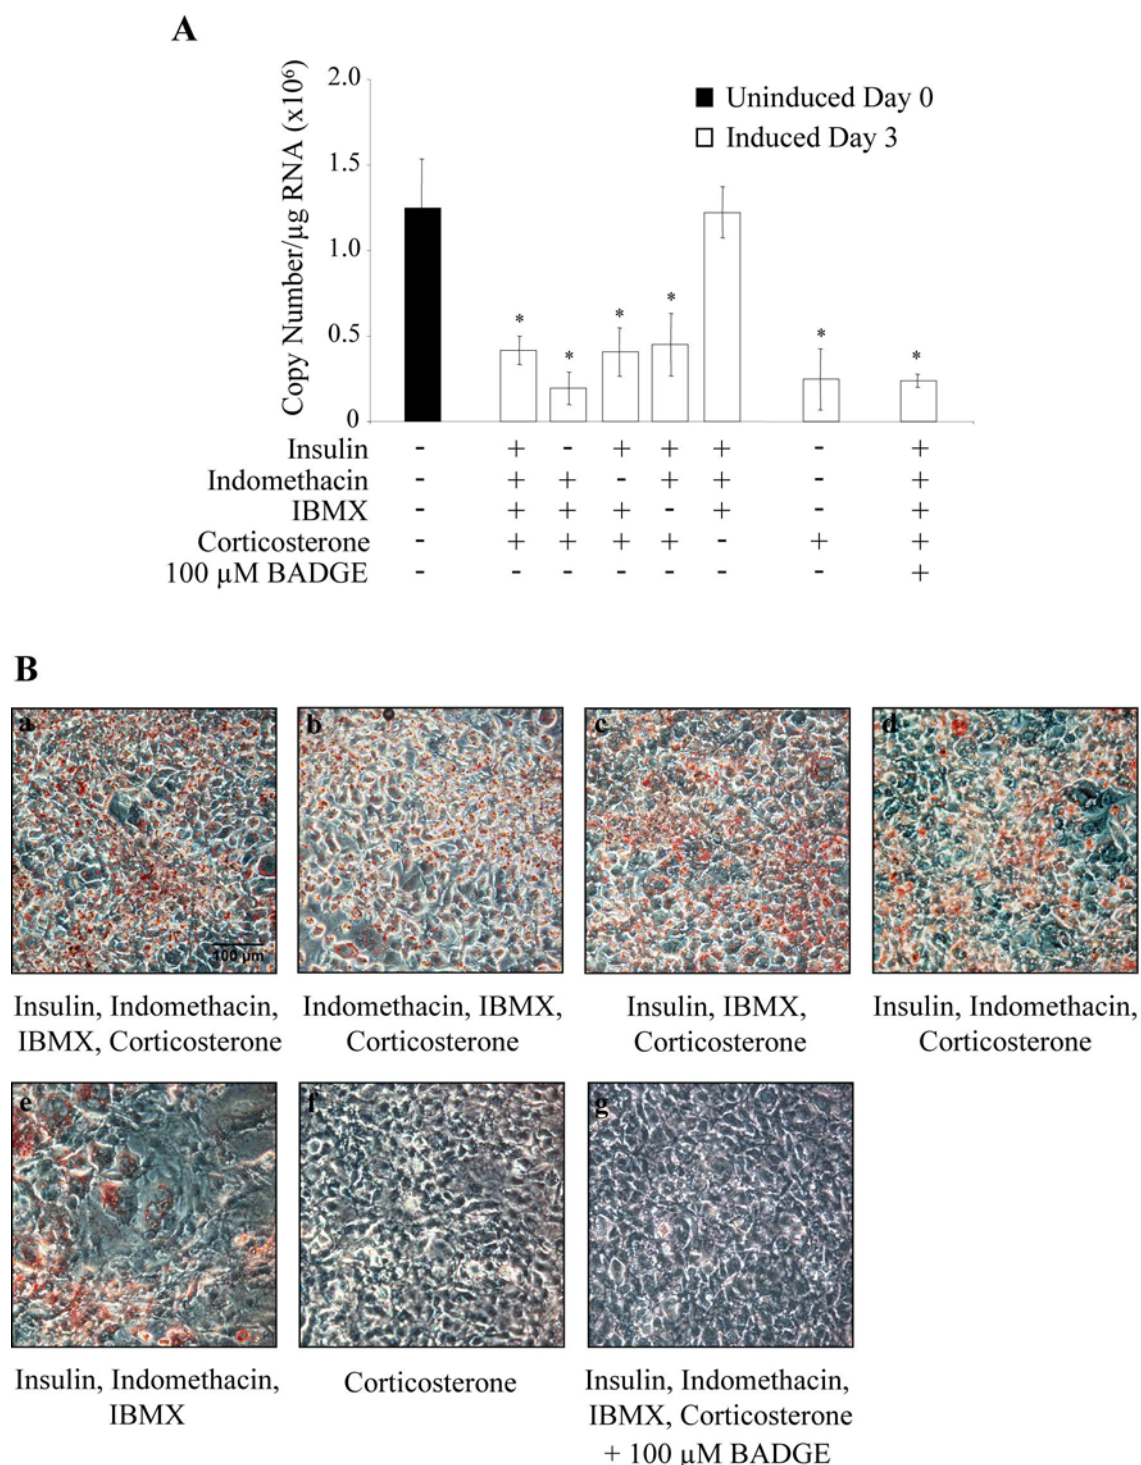 A
Copy Number/µg RNA (x10⁶)
2.0
1.5
1.0
0.5
0
Uninduced Day 0
Induced Day 3
* * * * * *
Insulin - + - + + + - +
Indomethacin - + + - + + - +
IBMX - + + + - + - +
Corticosterone - + + + + - + +
100 µM BADGE - - - - - - - +
B
a
100 µm
b
c
d
Insulin, Indomethacin,
IBMX, Corticosterone
Indomethacin, IBMX,
Corticosterone
Insulin, IBMX,
Corticosterone
Insulin, Indomethacin,
Corticosterone
e
f
g
Insulin, Indomethacin,
IBMX
Corticosterone
Insulin, Indomethacin,
IBMX, Corticosterone
+ 100 µM BADGE